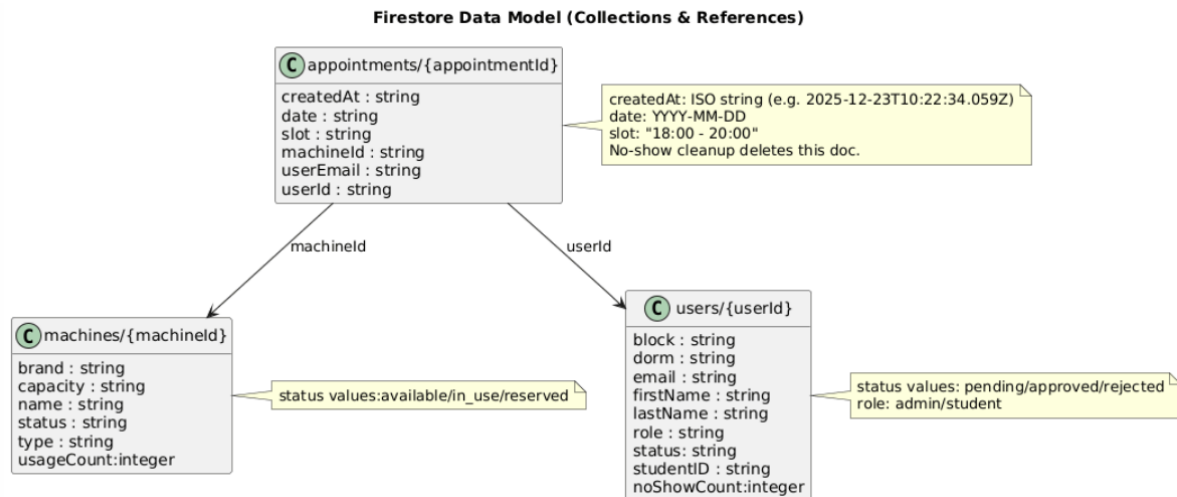 Firestore Data Model (Collections & References)
C appointments/{appointmentId}
createdAt : string
date : string
slot : string
machineId : string
userEmail : string
userId : string
createdAt: ISO string (e.g. 2025-12-23T10:22:34.059Z)
date: YYYY-MM-DD
slot: "18:00 - 20:00"
No-show cleanup deletes this doc.
machineId
userId
C machines/{machineId}
brand : string
capacity : string
name : string
status : string
type : string
usageCount:integer
status values:available/in_use/reserved
C users/{userId}
block : string
dorm : string
email : string
firstName : string
lastName : string
role : string
status: string
studentID : string
noShowCount:integer
status values: pending/approved/rejected
role: admin/student